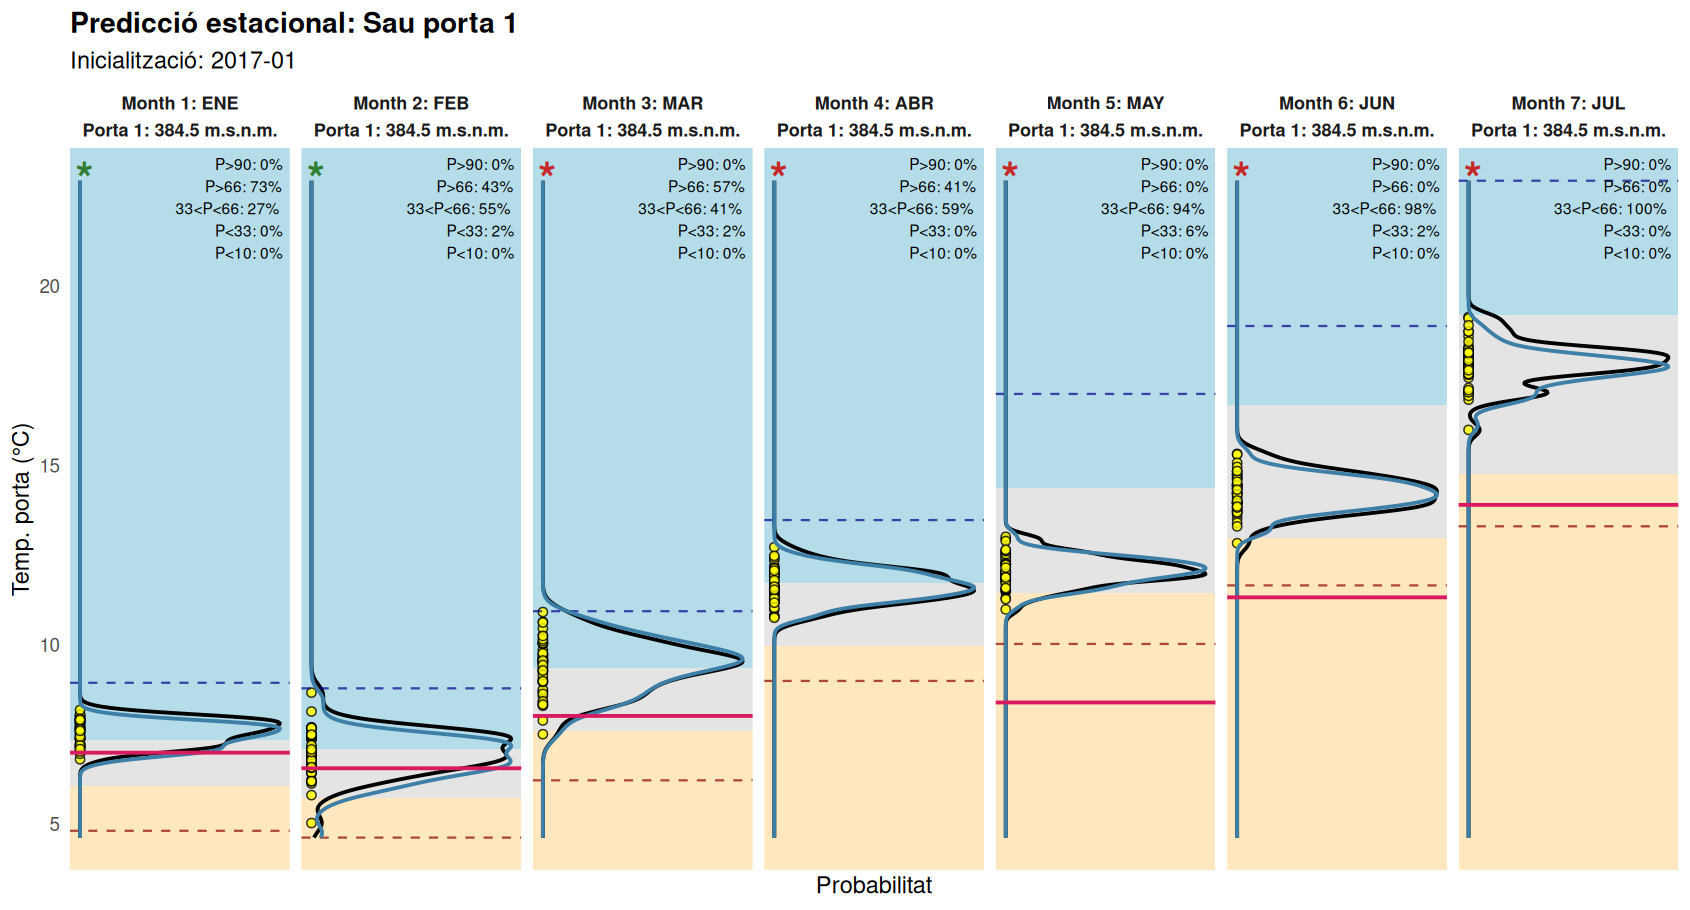 Predicció estacional: Sau porta 1
Inicialització: 2017-01
Month 1: ENE
Porta 1: 384.5 m.s.n.m.
Month 2: FEB
Porta 1: 384.5 m.s.n.m.
Month 3: MAR
Porta 1: 384.5 m.s.n.m.
Month 4: ABR
Porta 1: 384.5 m.s.n.m.
Month 5: MAY
Porta 1: 384.5 m.s.n.m.
Month 6: JUN
Porta 1: 384.5 m.s.n.m.
Month 7: JUL
Porta 1: 384.5 m.s.n.m.
*
P>90: 0%
P>66: 73%
33<P<66: 27%
P<33: 0%
P<10: 0%
*
P>90: 0%
P>66: 43%
33<P<66: 55%
P<33: 2%
P<10: 0%
*
P>90: 0%
P>66: 57%
33<P<66: 41%
P<33: 2%
P<10: 0%
*
P>90: 0%
P>66: 41%
33<P<66: 59%
P<33: 0%
P<10: 0%
*
P>90: 0%
P>66: 0%
33<P<66: 94%
P<33: 6%
P<10: 0%
*
P>90: 0%
P>66: 0%
33<P<66: 98%
P<33: 2%
P<10: 0%
*
P>90: 0%
P>66: 0%
33<P<66: 100%
P<33: 0%
P<10: 0%
20
15
10
5
Temp. porta (°C)
Probabilitat